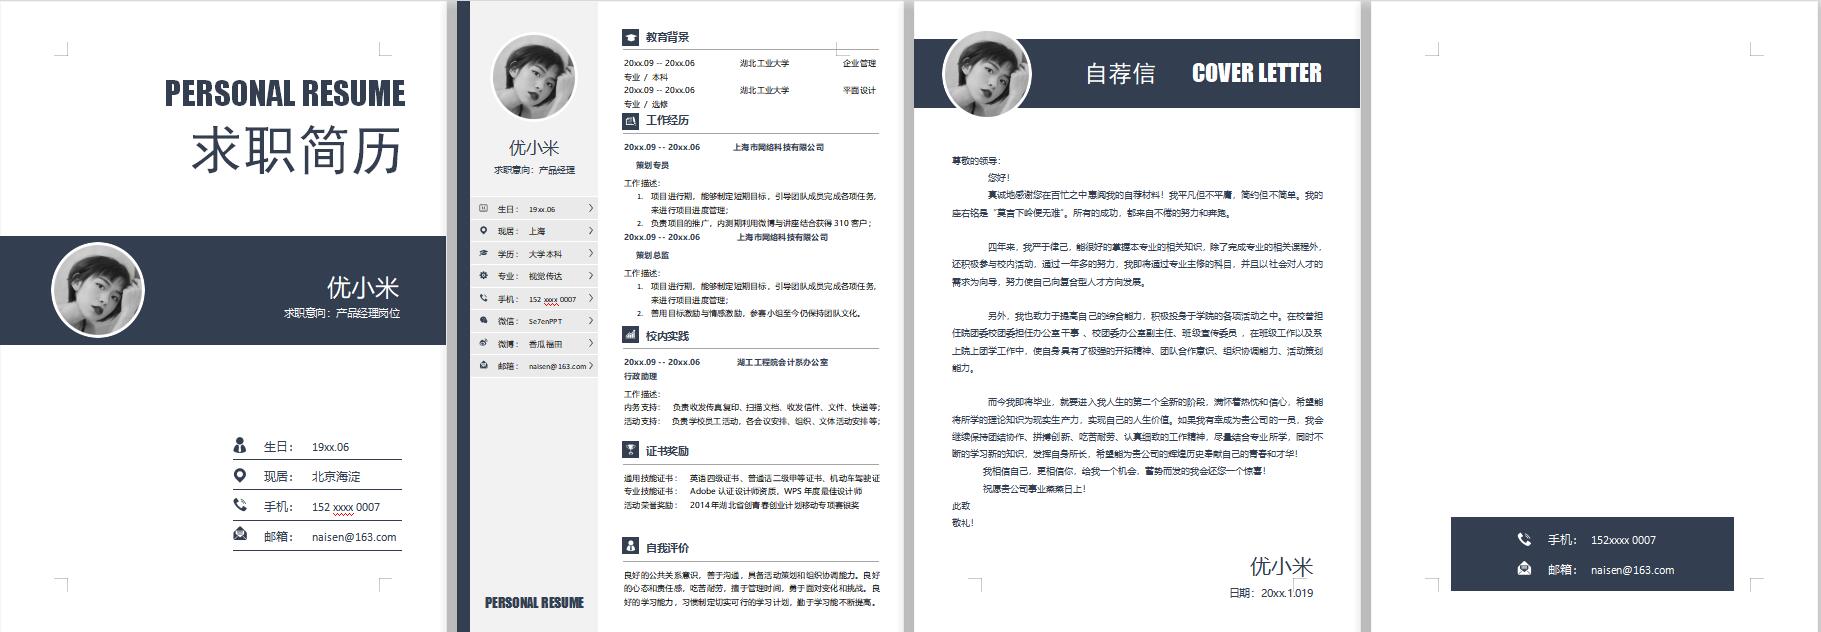 PERSONAL RESUME
求职简历
优小米
求职意向：产品经理岗位
生日： 19xx.06
现居： 北京海淀
手机： 152 xxxx 0007
邮箱： naisen@163.com
优小米
求职意向：产品经理
生日： 19xx.06
现居： 上海
学历： 大学本科
专业： 视觉传达
手机： 152 xxxx 0007
微信： Se7enPPT
微博： 香瓜福田
邮箱： naisen@163.com
PERSONAL RESUME
教育背景
20xx.09 -- 20xx.06 湖北工业大学 企业管理
专业 / 本科
20xx.09 -- 20xx.06 湖北工业大学 平面设计
专业 / 选修
工作经历
20xx.09 -- 20xx.06 上海市网络科技有限公司
策划专员
工作描述：
1. 项目进行期，能够制定短期目标，引导团队成员完成各项任务，
来进行项目进度管理；
2. 负责项目的推广，内测期利用微博与讲座结合获得 310 客户；
20xx.09 -- 20xx.06 上海市网络科技有限公司
策划总监
工作描述：
1. 项目进行期，能够制定短期目标，引导团队成员完成各项任务，
来进行项目进度管理；
2. 善用目标激励与情感激励，参赛小组至今仍保持团队文化。
校内实践
20xx.09 -- 20xx.06 湖工工程院会计系办公室
行政助理
工作描述：
内务支持： 负责收发传真复印、扫描文档、收发信件、文件、快递等；
活动支持： 负责学校员工活动，各会议安排、组织、文体活动安排等；
证书奖励
通用技能证书： 英语四级证书、普通话二级甲等证书、机动车驾驶证
专业技能证书： Adobe 认证设计师资质，WPS 年度最佳设计师
活动荣誉奖励： 2014年湖北省创青春创业计划移动专项赛银奖
自我评价
良好的公共关系意识，善于沟通，具备活动策划和组织协调能力。良好
的心态和责任感，吃苦耐劳，擅于管理时间，勇于面对变化和挑战。良
好的学习能力，习惯制定切实可行的学习计划，勤于学习能不断提高。
自荐信 COVER LETTER
尊敬的领导：
您好！
真诚地感谢您在百忙之中惠阅我的自荐材料！我平凡但不平庸，简约但不简单。我的
座右铭是“莫言下岭便无难”。所有的成功，都来自不倦的努力和奔跑。
四年来，我严于律己，能很好的掌握本专业的相关知识，除了完成专业的相关课程外，
还积极参与校内活动，通过一年多的努力，我即将通过专业主修的科目，并且以社会对人才的
需求为向导，努力使自己向复合型人才方向发展。
另外，我也致力于提高自己的综合能力，积极投身于学院的各项活动之中。在校曾担
任院团委校团委担任办公室干事 、校团委办公室副主任、班级宣传委员 ，在班级工作以及系
上院上团学工作中，使自身具有了极强的开拓精神、团队合作意识、组织协调能力、活动策划
能力。
而今我即将毕业，就要进入我人生的第二个全新的阶段，满怀着热忱和信心，希望能
将所学的理论知识为现实生产力，实现自己的人生价值。如果我有幸成为贵公司的一员，我会
继续保持团结协作、拼搏创新、吃苦耐劳、认真细致的工作精神，尽量结合专业所学，同时不
断的学习新的知识，发挥自身所长，希望能为贵公司的辉煌历史奉献自己的青春和才华！
我相信自己，更相信你，给我一个机会，蓄势而发的我会还您一个惊喜！
祝愿贵公司事业蒸蒸日上！
此致
敬礼！
优小米
日期：20xx.1.019
手机： 152xxxx 0007
邮箱： naisen@163.com